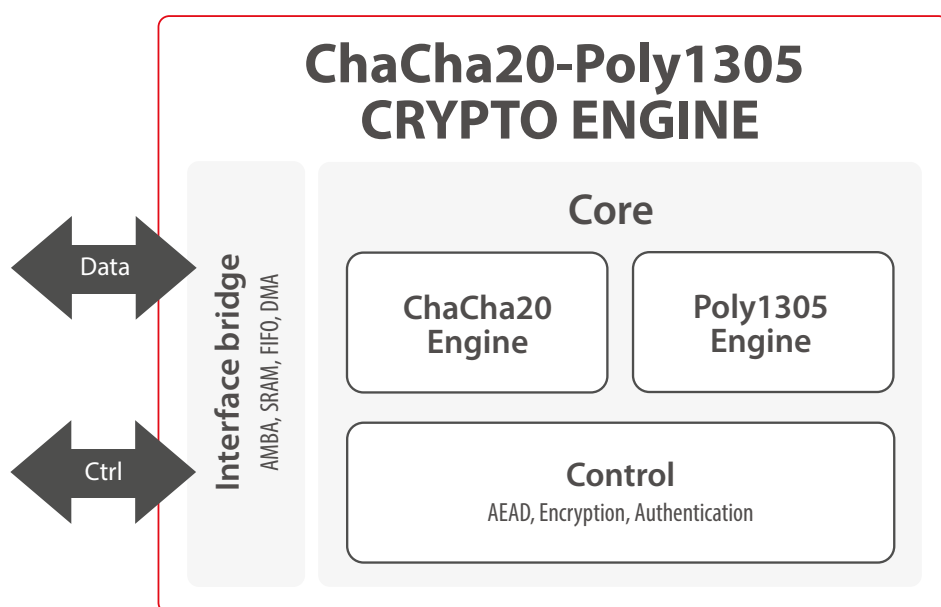 ChaCha20-Poly1305
CRYPTO ENGINE
Data
Ctrl
Interface bridge
AMBA, SRAM, FIFO, DMA
Core
ChaCha20
Engine
Poly1305
Engine
Control
AEAD, Encryption, Authentication